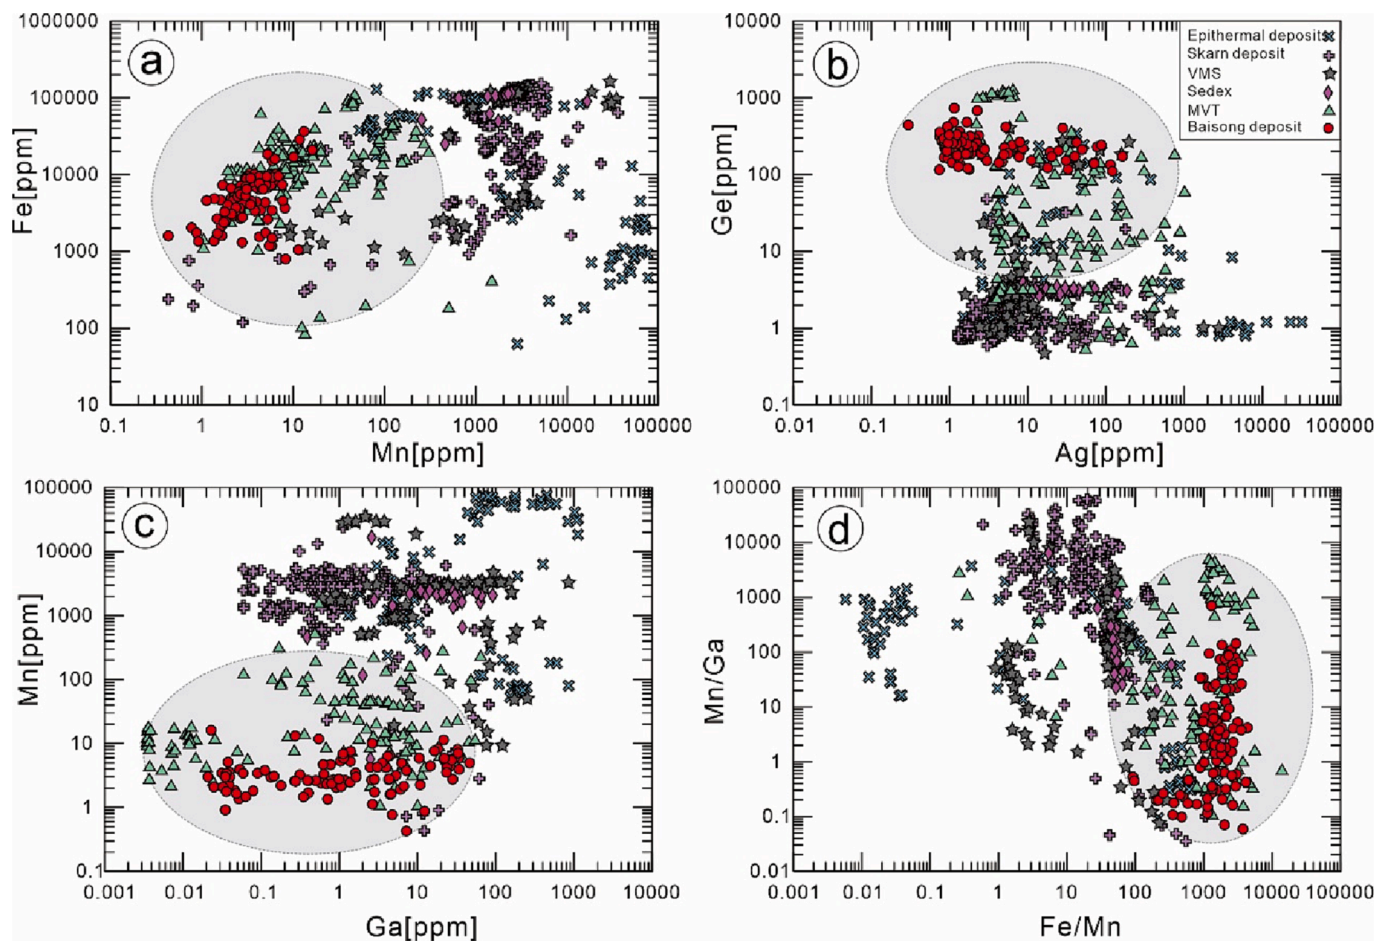 a
1000000
100000
10000
1000
100
10
Fe[ppm]
0.1 1 10 100 1000 10000 100000
Mn[ppm]
b
10000
1000
100
10
1
0.1
Ge[ppm]
0.01 0.1 1 10 100 1000 10000 100000
Ag[ppm]
Epithermal deposits
Skarn deposit
VMS
Sedex
MVT
Baisong deposit
c
100000
10000
1000
100
10
1
0.1
Mn[ppm]
0.001 0.01 0.1 1 10 100 1000 10000
Ga[ppm]
d
100000
10000
1000
100
10
1
0.1
0.01
Mn/Ga
0.001 0.01 0.1 1 10 100 1000 10000 100000
Fe/Mn